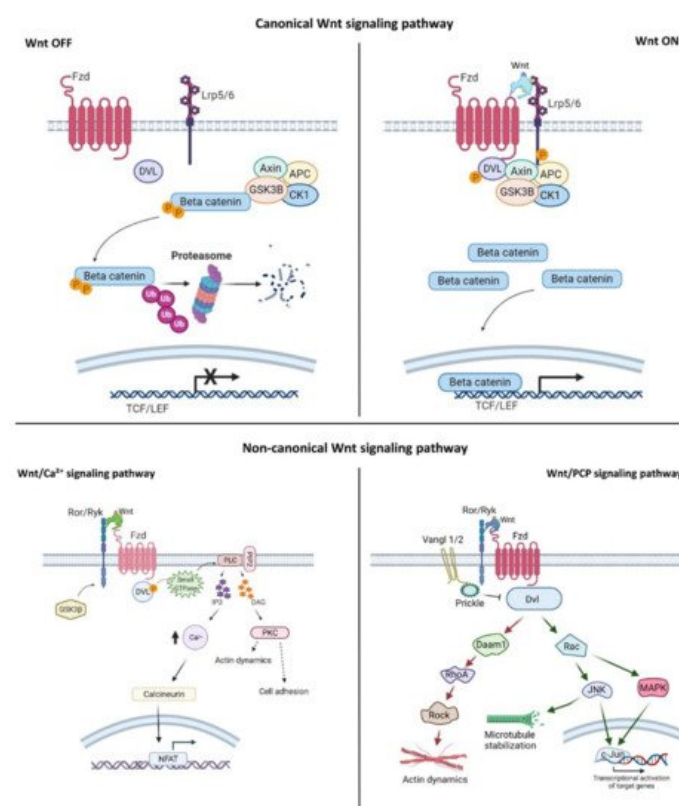 Canonical Wnt signaling pathway
Wnt OFF
Fzd
Lrp5/6
DVL
Axin
APC
GSK3B
CK1
Beta catenin
P
P
Beta catenin
P
P
Ub
Ub
Ub
Ub
Proteasome
X
TCF/LEF
Wnt ON
Fzd
Wnt
Lrp5/6
P
DVL
P
Axin
APC
GSK3B
CK1
Beta catenin
Beta catenin
Beta catenin
Beta catenin
TCF/LEF
Non-canonical Wnt signaling pathway
Wnt/Ca²⁺ signaling pathway
Ror/Ryk
Wnt
Fzd
PLC
DVL
P
Small
GTPase
GSK3β
IP3
DAG
Ca²⁺
PKC
Actin dynamics
Cell adhesion
Calcineurin
NFAT
Wnt/PCP signaling pathway
Ror/Ryk
Wnt
Vangl 1/2
Fzd
Prickle
Dvl
Daam1
Rac
RhoA
JNK
MAPK
Rock
Microtubule
stabilization
Actin dynamics
c-Jun
Transcriptional activation
of target genes